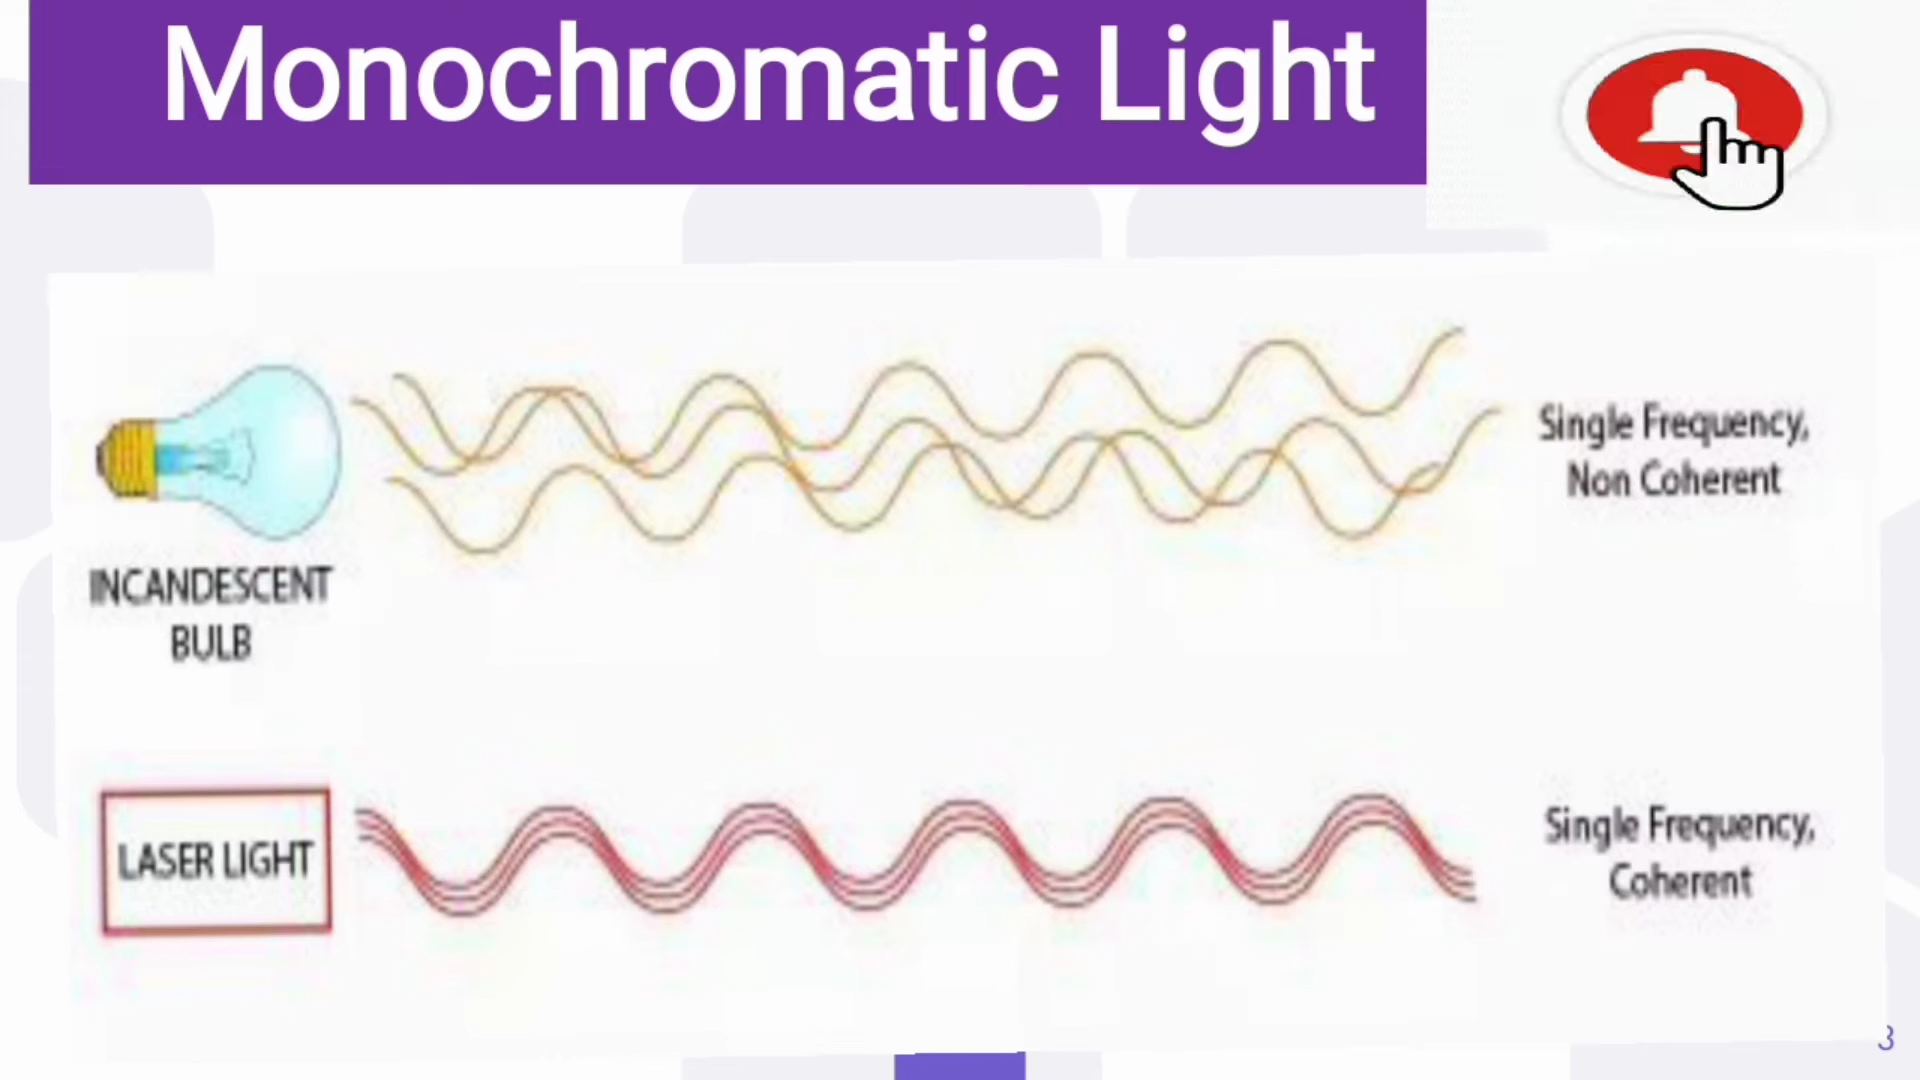 Monochromatic Light
Single Frequency,
Non Coherent
INCANDESCENT
BULB
LASER LIGHT
Single Frequency,
Coherent
3